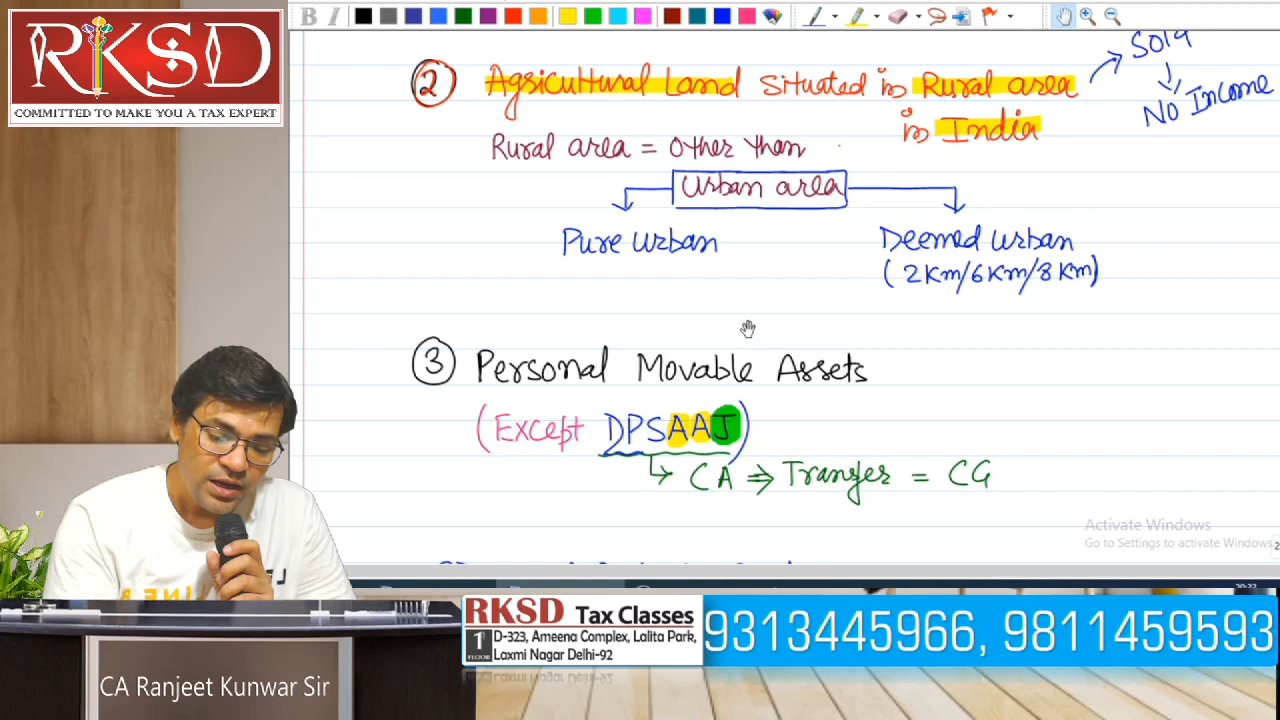 RKSD
COMMITTED TO MAKE YOU A TAX EXPERT
B I
Sold
② Agricultural Land Situated in Rural area
No Income
in India
Rural area = Other than
Urban area
Pure Urban
Deemed Urban
(2Km/6Km/8Km)
③ Personal Movable Assets
(Except DPSAAJ)
CA ⇒ Transfer = CG
Activate Windows
Go to Settings to activate Windows.
RKSD Tax Classes
1 FLOOR
D-323, Ameena Complex, Lalita Park,
Laxmi Nagar Delhi-92
9313445966, 9811459593
CA Ranjeet Kunwar Sir